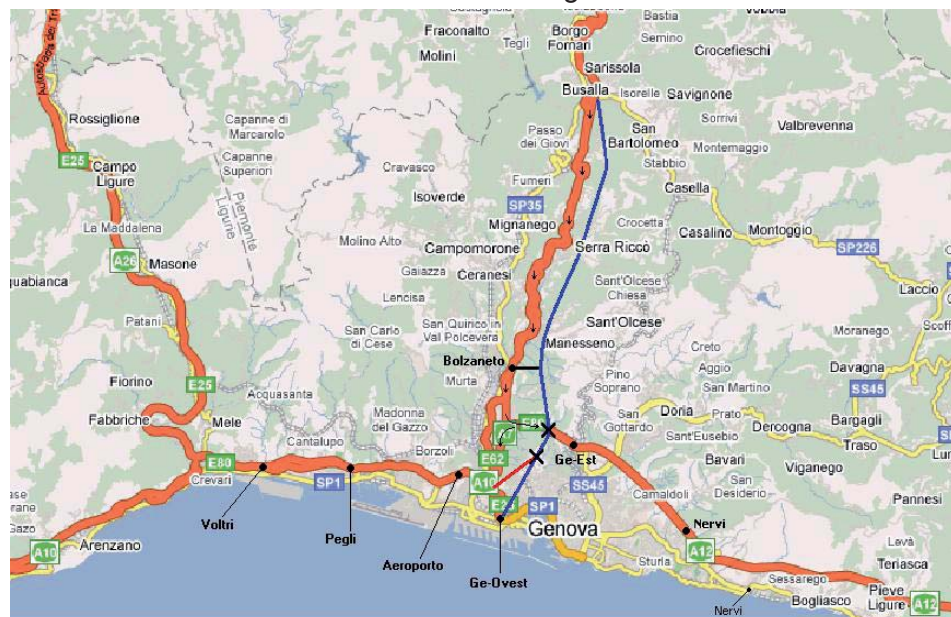 Fraconalto
Tegli
Bastia
Vobbia
Borgo
Fornari
Semino
Crocefieschi
Molini
Sarissola
Busalla
Isorelle
Savignone
Rossiglione
Capanne di
Marcarolo
Passo
dei Giovi
San
Bartolomeo
Sorrivi
Valbrevenna
Montemaggio
E25
Campo
Ligure
Capanne
Superiori
Cravasco
Stabbio
Fumeri
Casella
Isoverde
SP35
Piemonte
Ligure
La Maddalena
Mignanego
Crocetta
Casalino
Montoggio
Molino Alto
Campomorone
Serra Riccò
SP226
A26
Masone
Gaiazza
Ceranesi
Laccio
Sant'Olcese
Chiesa
Lencisa
Patani
San Carlo
di Cese
San Quirico in
Val Polcevera
Sant'Olcese
Moranego
Manesseno
Creto
Bolzaneto
Davagna
Fiorino
Murta
Aggio
Pino
Soprano
San Martino
SS45
E25
Acquasanta
Fabbriche
Mele
Madonna
del Gazzo
San
Gottardo
Doria
Prato
Bargagli
Cantalupo
Dercogna
Traso
Sant'Eusebio
Borzoli
E62
Ge-Est
Bavari
Viganego
E80
Crevari
SP1
A10
SS45
San
Desiderio
Camaldoli
Pannesi
Voltri
SP1
Pegli
Genova
Nervi
A10
Arenzano
Aeroporto
A12
Levà
Teriasca
Sturla
Ge-Ovest
Sessarego
Pieve
Ligure
Nervi
Bogliasco
A12